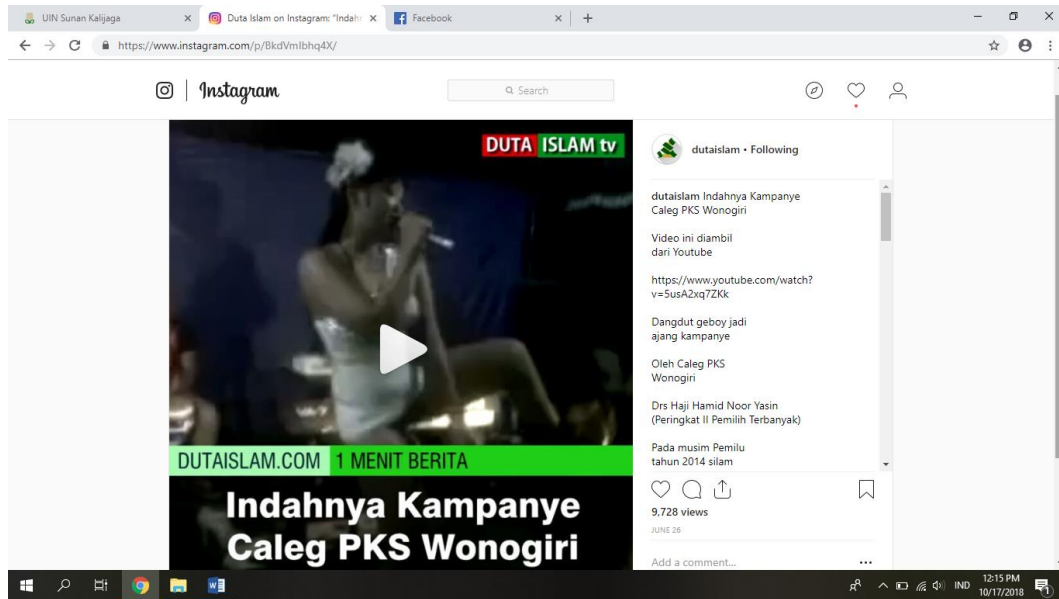 UIN Sunan Kalijaga
Duta Islam on Instagram: "Indah
Facebook
https://www.instagram.com/p/BkdVmIbhq4X/
Instagram
Search
DUTA ISLAM tv
DUTAISLAM.COM 1 MENIT BERITA
Indahnya Kampanye
Caleg PKS Wonogiri
dutaislam • Following
dutaislam Indahnya Kampanye
Caleg PKS Wonogiri
Video ini diambil
dari Youtube
https://www.youtube.com/watch?
v=5usA2xq7ZKk
Dangdut geboy jadi
ajang kampanye
Oleh Caleg PKS
Wonogiri
Drs Haji Hamid Noor Yasin
(Peringkat II Pemilih Terbanyak)
Pada musim Pemilu
tahun 2014 silam
9,728 views
JUNE 26
Add a comment...
IND
12:15 PM
10/17/2018